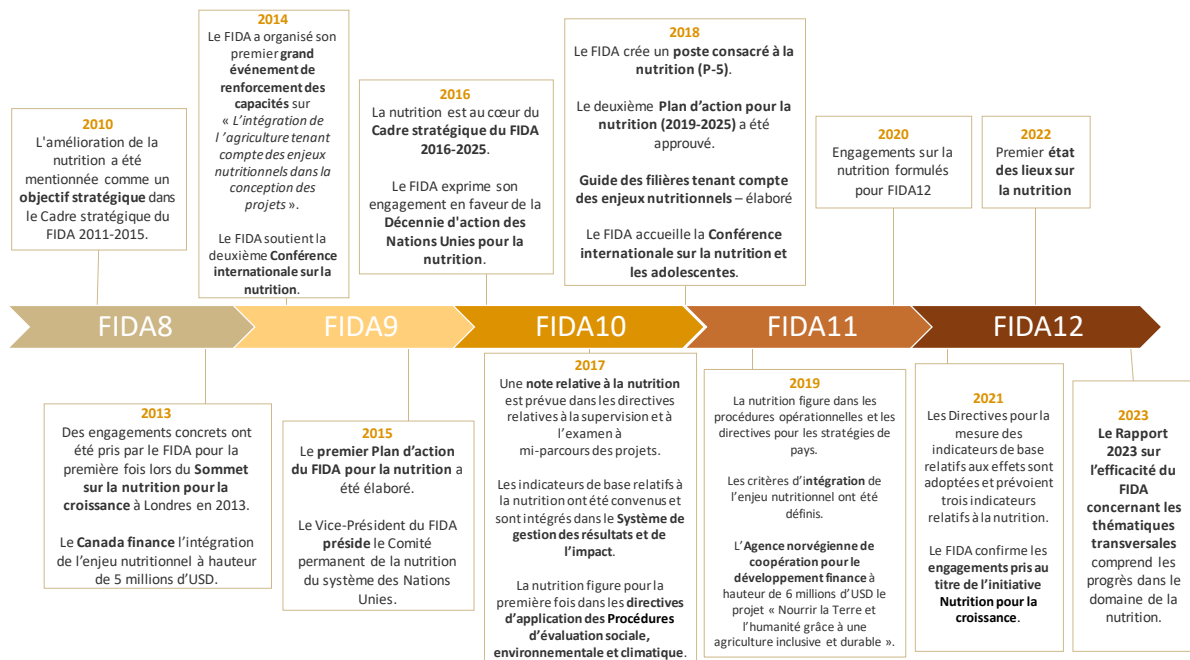 2010
L'amélioration de la
nutrition a été
mentionnée comme un
objectif stratégique dans
le Cadre stratégique du
FIDA 2011-2015.
2014
Le FIDA a organisé son
premier grand
événement de
renforcement des
capacités sur
« L'intégration de
l 'agriculture tenant
compte des enjeux
nutritionnels dans la
conception des
projets ».
Le FIDA soutient la
deuxième Conférence
internationale sur la
nutrition.
2016
La nutrition est au cœur du
Cadre stratégique du FIDA
2016-2025.
Le FIDA exprime son
engagement en faveur de la
Décennie d'action des
Nations Unies pour la
nutrition.
2018
Le FIDA crée un poste consacré à la
nutrition (P-5).
Le deuxième Plan d'action pour la
nutrition (2019-2025) a été
approuvé.
Guide des filières tenant compte
des enjeux nutritionnels – élaboré
Le FIDA accueille la Conférence
internationale sur la nutrition et
les adolescentes.
2020
Engagements sur la
nutrition formulés
pour FIDA12
2022
Premier état
des lieux sur
la nutrition
FIDA8
FIDA9
FIDA10
FIDA11
FIDA12
2013
Des engagements concrets ont
été pris par le FIDA pour la
première fois lors du Sommet
sur la nutrition pour la
croissance à Londres en 2013.
Le Canada finance l'intégration
de l'enjeu nutritionnel à hauteur
de 5 millions d'USD.
2015
Le premier Plan d'action
du FIDA pour la nutrition a
été élaboré.
Le Vice-Président du FIDA
préside le Comité
permanent de la nutrition
du système des Nations
Unies.
2017
Une note relative à la nutrition
est prévue dans les directives
relatives à la supervision et à
l'examen à
mi-parcours des projets.
Les indicateurs de base relatifs à
la nutrition ont été convenus et
sont intégrés dans le Système de
gestion des résultats et de
l'impact.
La nutrition figure pour la
première fois dans les directives
d'application des Procédures
d'évaluation sociale,
environnementale et climatique.
2019
La nutrition figure dans les
procédures opérationnelles et les
directives pour les stratégies de
pays.
Les critères d'intégration de
l'enjeu nutritionnel ont été
définis.
L'Agence norvégienne de
coopération pour le
développement finance à
hauteur de 6 millions d'USD le
projet « Nourrir la Terre et
l'humanité grâce à une
agriculture inclusive et durable ».
2021
Les Directives pour la
mesure des
indicateurs de base
relatifs aux effets sont
adoptées et prévoient
trois indicateurs
relatifs à la nutrition.
Le FIDA confirme les
engagements pris au
titre de l'initiative
Nutrition pour la
croissance.
2023
Le Rapport
2023 sur
l'efficacité du
FIDA
concernant les
thématiques
transversales
comprend les
progrès dans le
domaine de la
nutrition.